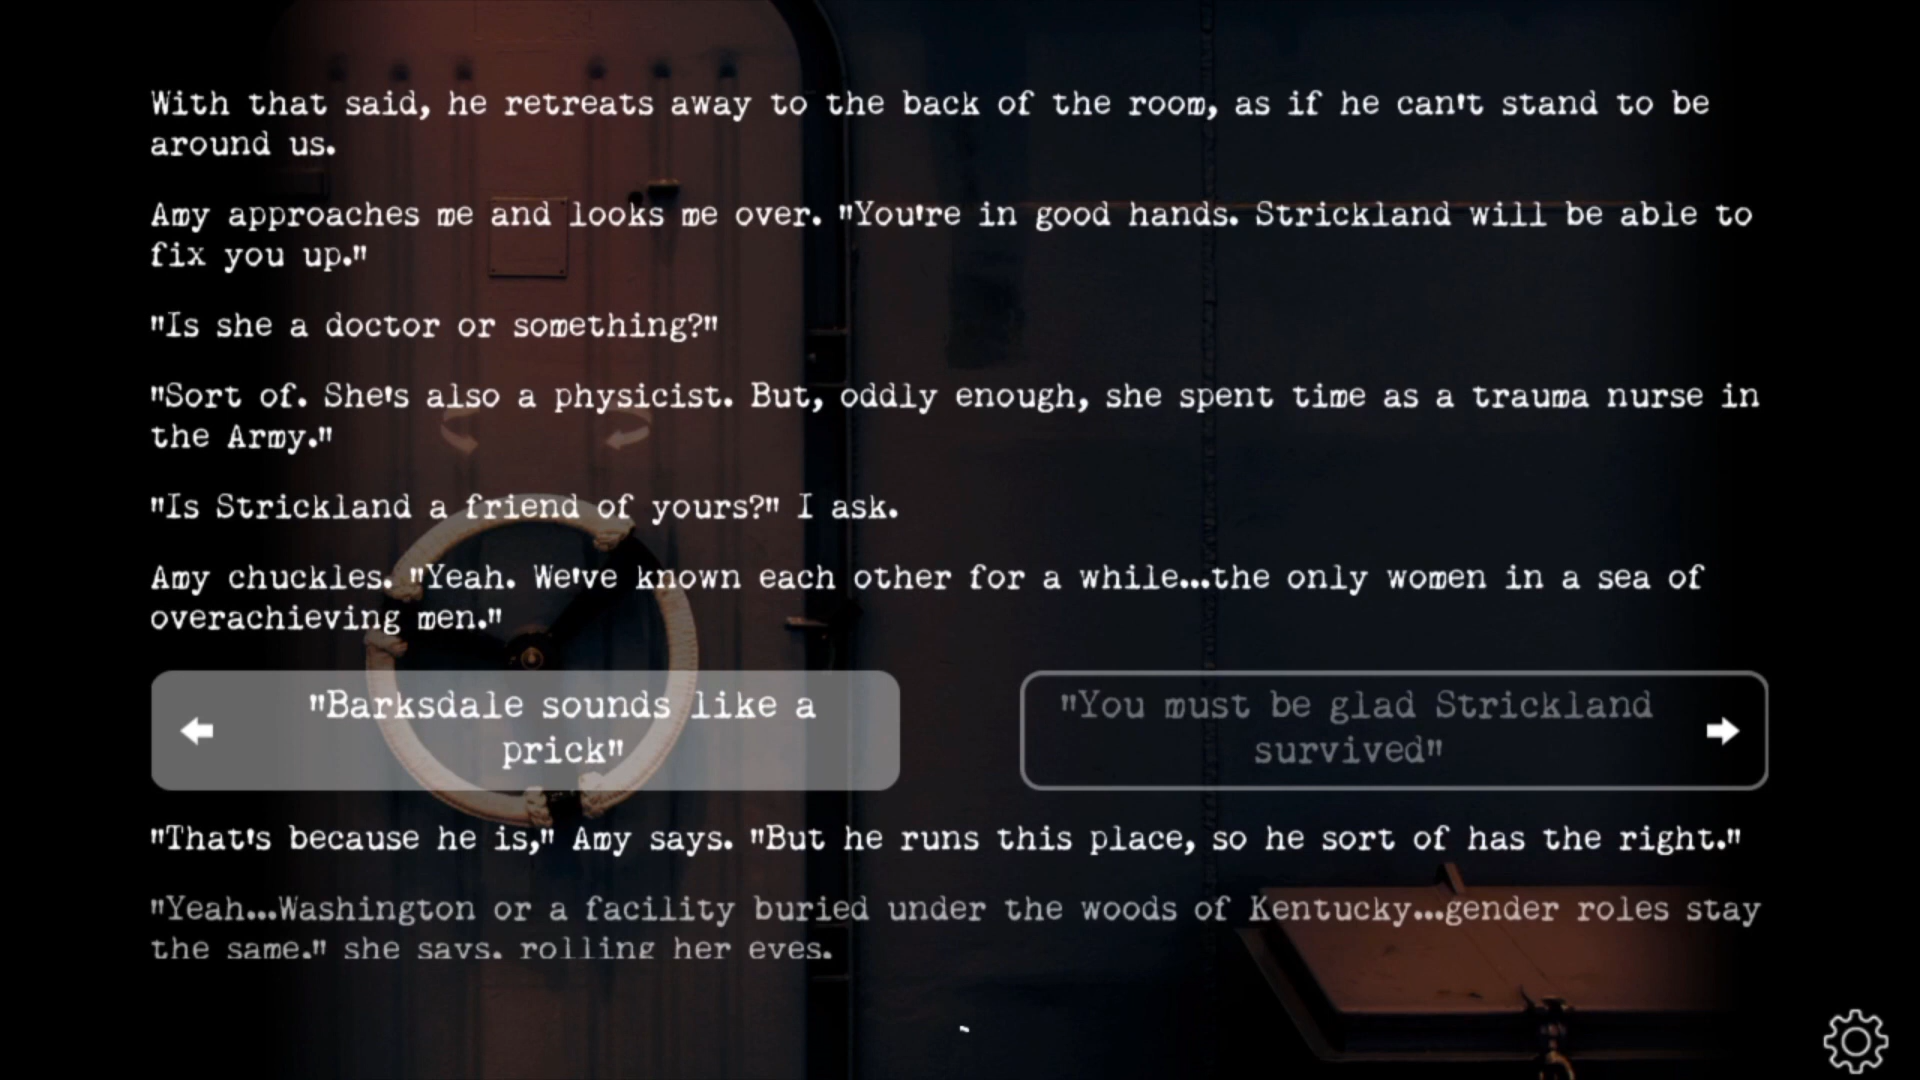 With that said, he retreats away to the back of the room, as if he can't stand to be
around us.
Amy approaches me and looks me over. "You're in good hands. Strickland will be able to
fix you up."
"Is she a doctor or something?"
"Sort of. She's also a physicist. But, oddly enough, she spent time as a trauma nurse in
the Army."
"Is Strickland a friend of yours?" I ask.
Amy chuckles. "Yeah. We've known each other for a while...the only women in a sea of
overachieving men."
"Barksdale sounds like a
prick"
"You must be glad Strickland
survived"
"That's because he is," Amy says. "But he runs this place, so he sort of has the right."
"Yeah...Washington or a facility buried under the woods of Kentucky...gender roles stay
the same." she says. rolling her eyes.